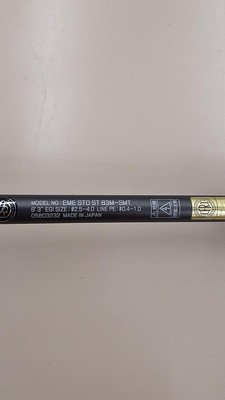 MODEL NO. EME STO ST 83M-SMT
8'3" EGI SIZE : #2.5-4.0 LINE PE : #0.4-1.0
05803232 MADE IN JAPAN